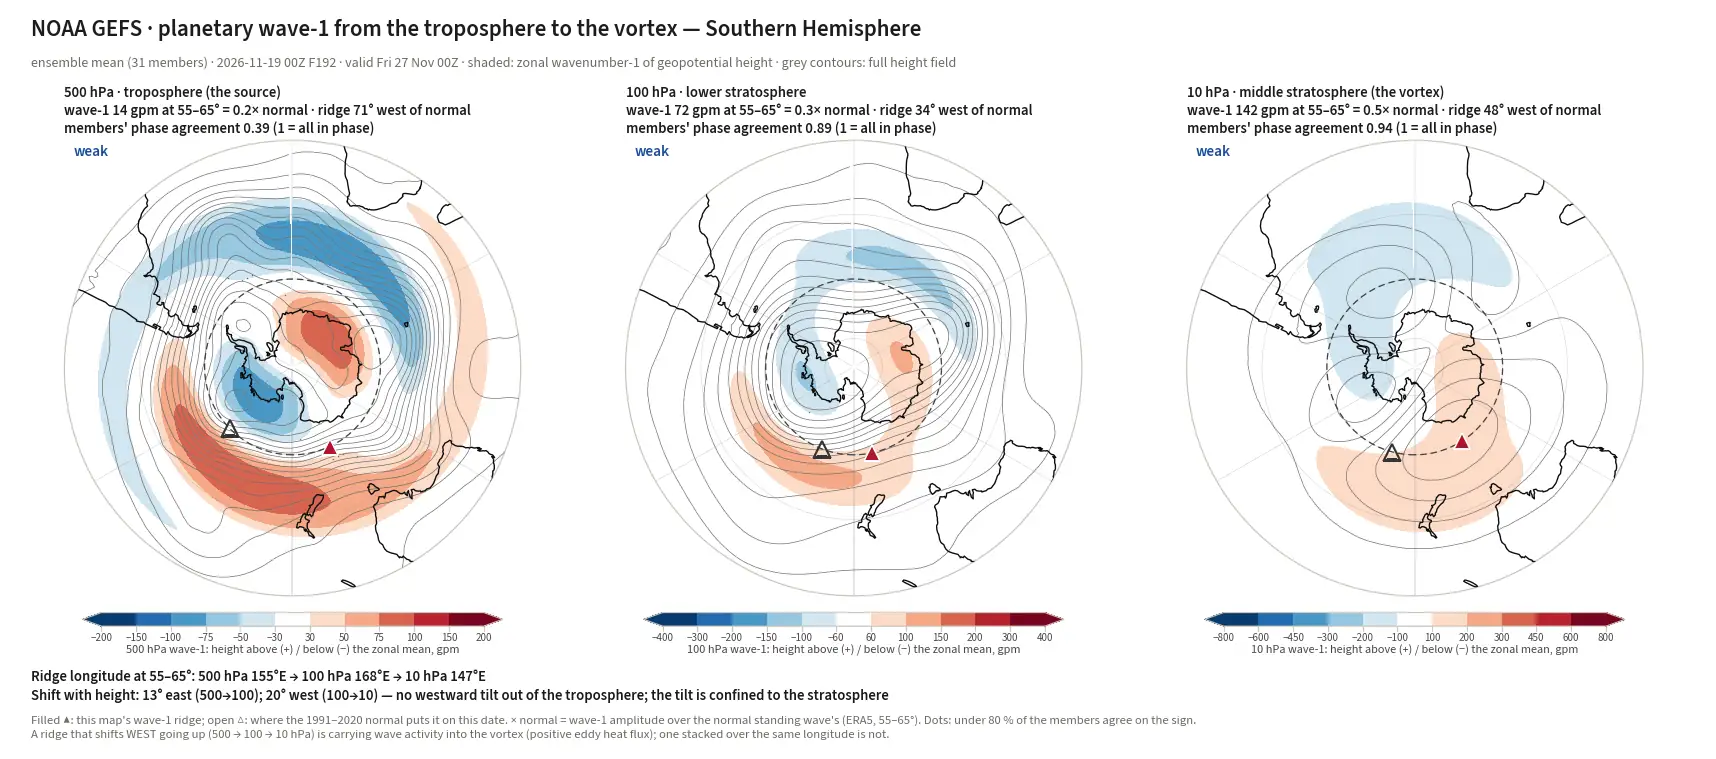 NOAA GEFS · planetary wave-1 from the troposphere to the vortex — Southern Hemisphere
ensemble mean (31 members) · 2026-11-19 00Z F192 · valid Fri 27 Nov 00Z · shaded: zonal wavenumber-1 of geopotential height · grey contours: full height field
500 hPa · troposphere (the source)
wave-1 14 gpm at 55–65° = 0.2× normal · ridge 71° west of normal
members' phase agreement 0.39 (1 = all in phase)
weak
100 hPa · lower stratosphere
wave-1 72 gpm at 55–65° = 0.3× normal · ridge 34° west of normal
members' phase agreement 0.89 (1 = all in phase)
weak
10 hPa · middle stratosphere (the vortex)
wave-1 142 gpm at 55–65° = 0.5× normal · ridge 48° west of normal
members' phase agreement 0.94 (1 = all in phase)
weak
−200 −150 −100 −75 −50 −30 30 50 75 100 150 200
500 hPa wave-1: height above (+) / below (−) the zonal mean, gpm
−400 −300 −200 −150 −100 −60 60 100 150 200 300 400
100 hPa wave-1: height above (+) / below (−) the zonal mean, gpm
−800 −600 −450 −300 −200 −100 100 200 300 450 600 800
10 hPa wave-1: height above (+) / below (−) the zonal mean, gpm
Ridge longitude at 55–65°: 500 hPa 155°E → 100 hPa 168°E → 10 hPa 147°E
Shift with height: 13° east (500→100); 20° west (100→10) — no westward tilt out of the troposphere; the tilt is confined to the stratosphere
Filled ▲: this map's wave-1 ridge; open △: where the 1991–2020 normal puts it on this date. × normal = wave-1 amplitude over the normal standing wave's (ERA5, 55–65°). Dots: under 80 % of the members agree on the sign.
A ridge that shifts WEST going up (500 → 100 → 10 hPa) is carrying wave activity into the vortex (positive eddy heat flux); one stacked over the same longitude is not.